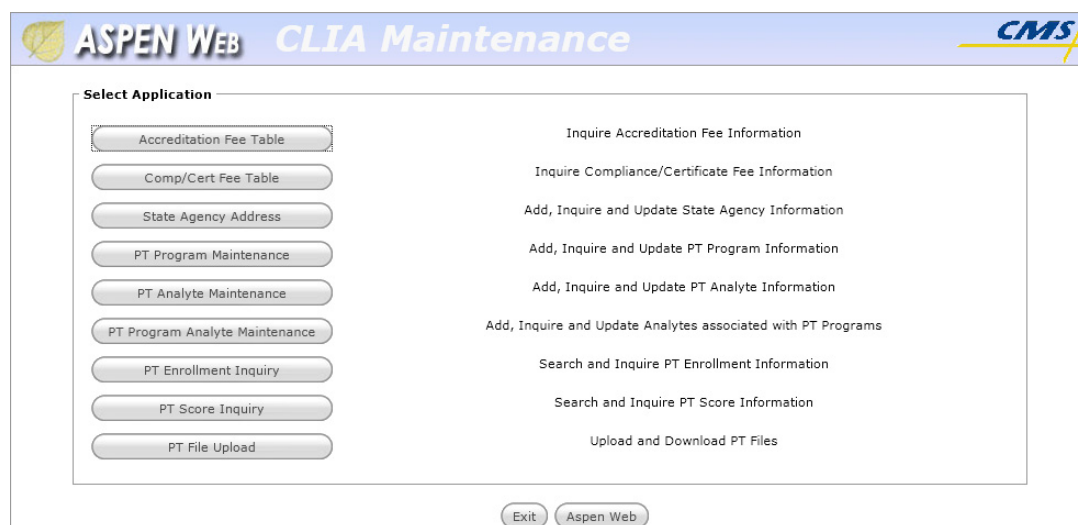 ASPEN WEB CLIA Maintenance CMS
Select Application
Accreditation Fee Table Inquire Accreditation Fee Information
Comp/Cert Fee Table Inquire Compliance/Certificate Fee Information
State Agency Address Add, Inquire and Update State Agency Information
PT Program Maintenance Add, Inquire and Update PT Program Information
PT Analyte Maintenance Add, Inquire and Update PT Analyte Information
PT Program Analyte Maintenance Add, Inquire and Update Analytes associated with PT Programs
PT Enrollment Inquiry Search and Inquire PT Enrollment Information
PT Score Inquiry Search and Inquire PT Score Information
PT File Upload Upload and Download PT Files
Exit Aspen Web